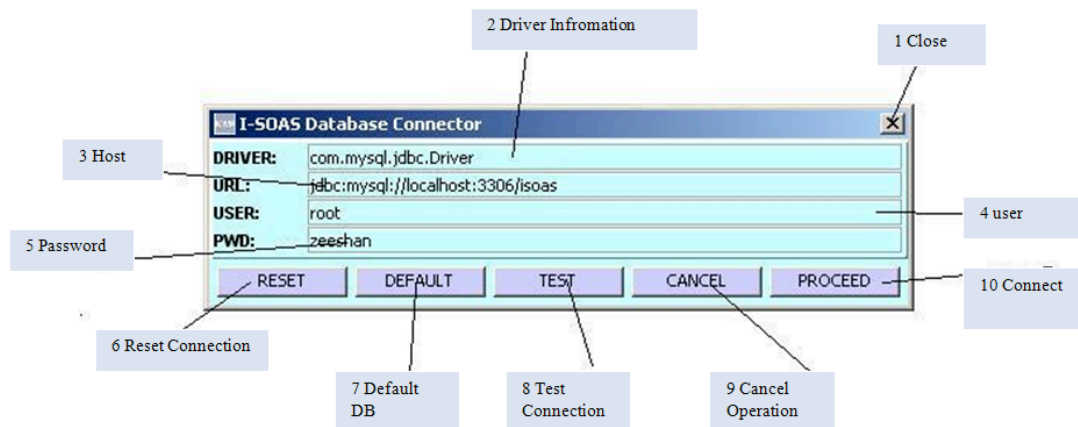 2 Driver Infromation
1 Close
I-SOAS Database Connector
3 Host
DRIVER: com.mysql.jdbc.Driver
URL: jdbc:mysql://localhost:3306/isoas
USER: root
4 user
5 Password
PWD: zeeshan
RESET DEFAULT TEST CANCEL PROCEED
10 Connect
6 Reset Connection
7 Default
DB
8 Test
Connection
9 Cancel
Operation